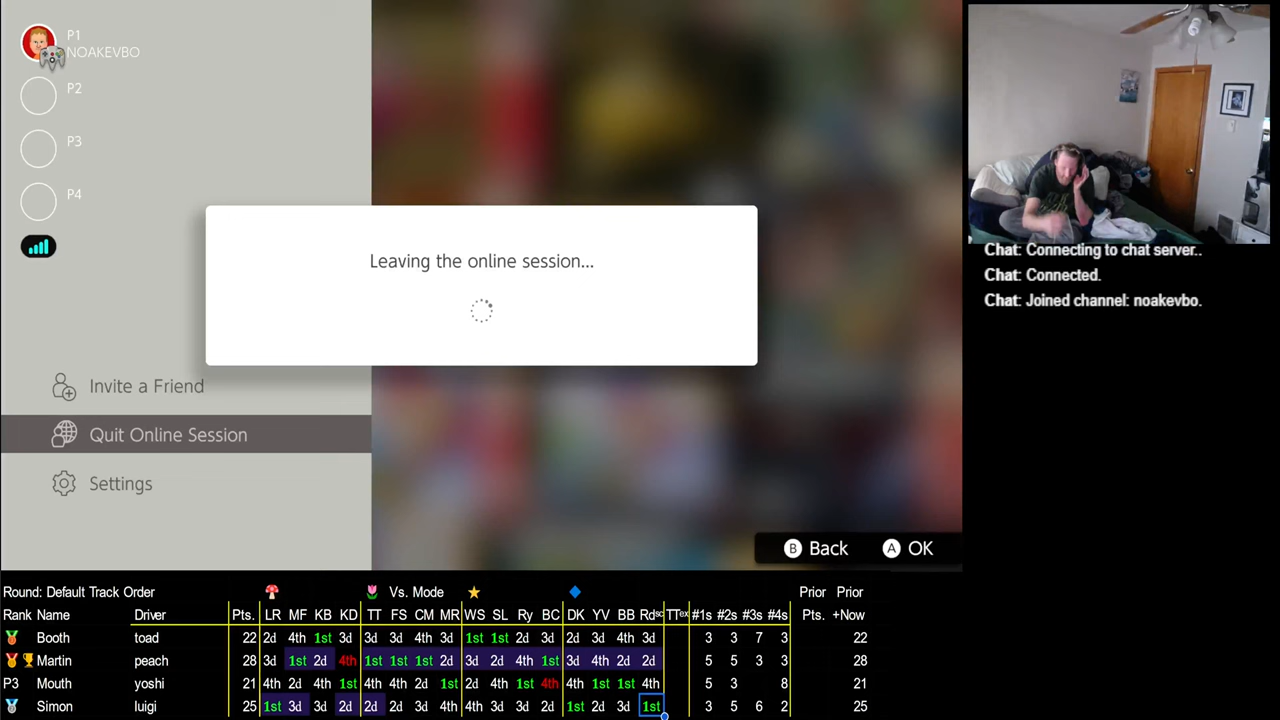 P1
NOAKEVBO
P2
P3
P4
Leaving the online session...
Invite a Friend
Quit Online Session
Settings
B Back A OK
Chat: Connecting to chat server..
Chat: Connected.
Chat: Joined channel: noakevbo.
Round: Default Track Order Vs. Mode Prior Prior
Rank Name Driver Pts. LR MF KB KD TT FS CM MR WS SL Ry BC DK YV BB Rdsc TTex #1s #2s #3s #4s Pts. +Now
Booth toad 22 2d 4th 1st 3d 3d 3d 4th 3d 1st 1st 2d 3d 2d 3d 4th 3d 3 3 7 3 22
Martin peach 28 3d 1st 2d 4th 1st 1st 1st 2d 3d 2d 4th 1st 3d 4th 2d 2d 5 5 3 3 28
P3 Mouth yoshi 21 4th 2d 4th 1st 4th 4th 2d 1st 2d 4th 1st 4th 4th 1st 1st 4th 5 3 8 21
Simon luigi 25 1st 3d 3d 2d 2d 2d 3d 4th 4th 3d 3d 2d 1st 2d 3d 1st 3 5 6 2 25